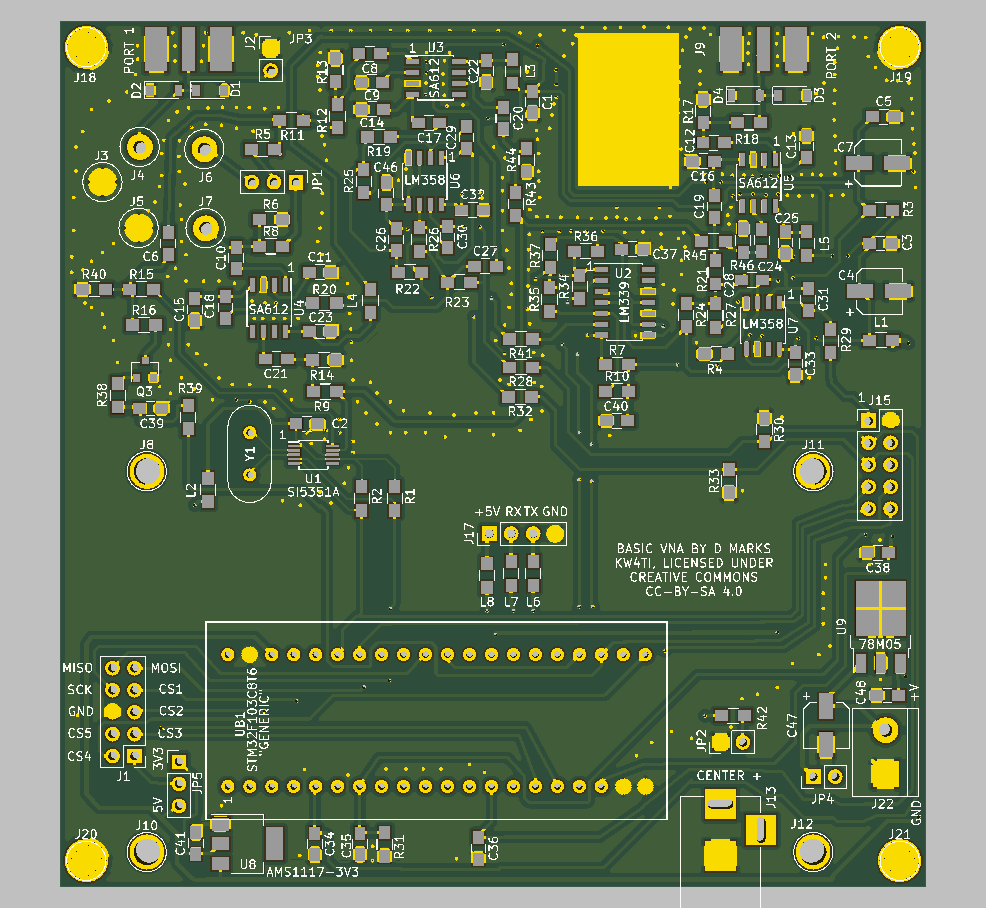 PORT 1
J18
J2
JP3
D2
D1
R13
C8
C9
C14
R12
R19
1
U3
SA612
C22
L3
C1
C20
C17
C29
R44
R43
J9
PORT 2
J19
D4
D3
R17
R18
C12
C13
C16
C5
C7
+
1
SA612
U5
R3
C19
R11
R5
J4
J6
J3
J5
J7
JP1
R25
C46
LM358
1
U6
R6
R8
C6
C10
C26
R26
C30
C27
R22
R23
R37
R36
C37
R34
R35
1
U2
LM339
R45
R46
C24
C25
L5
C3
C4
+
R21
C28
R24
R27
LM358
1
U7
C31
L1
R29
C33
R4
R40
R15
R16
C15
C18
1
SA612
U4
C11
R20
C23
L4
C21
R14
R9
R41
R28
R32
R7
R10
C40
Q3
R38
C39
R39
C2
1
U1
SI5351A
Y1
J8
L2
R2
R1
R30
R33
J11
1
J15
J17
+5V RX TX GND
L8
L7
L6
BASIC VNA BY D MARKS
KW4TI, LICENSED UNDER
CREATIVE COMMONS
CC-BY-SA 4.0
C38
U9
78M05
C48
+V
MISO
MOSI
SCK
CS1
GND
CS2
CS5
CS3
CS4
J1
3V3
5V
JP5
UB1
STM32F103C8T6
"GENERIC"
1
R42
JP2
C47
+
JP4
J22
GND
CENTER +
J13
J12
J21
J20
J10
C41
U8
AMS1117-3V3
C34
C35
R31
C36